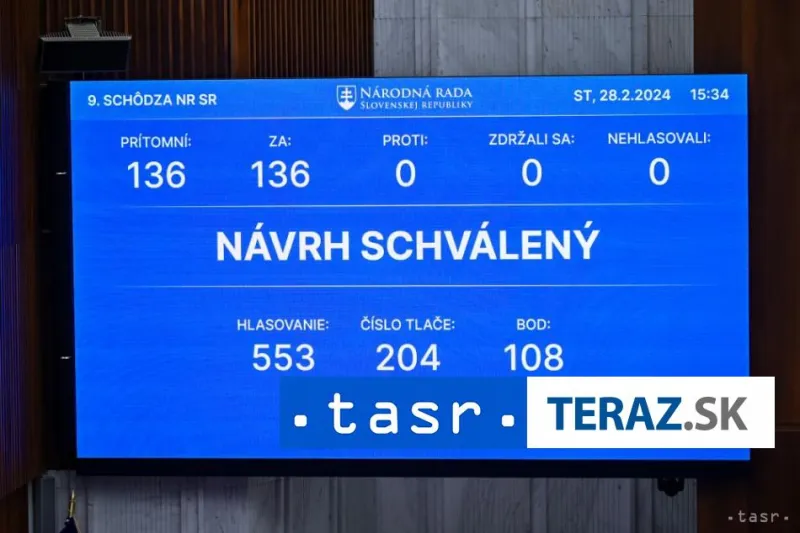 9. SCHÔDZA NR SR NÁRODNÁ RADA SLOVENSKEJ REPUBLIKY ST, 28.2.2024 15:34
PRÍTOMNÍ: ZA: PROTI: ZDRŽALI SA: NEHLASOVALI:
136 136 0 0 0
NÁVRH SCHVÁLENÝ
HLASOVANIE: ČÍSLO TLAČE: BOD:
553 204 108
.tasr. TERAZ.SK
.tasr.